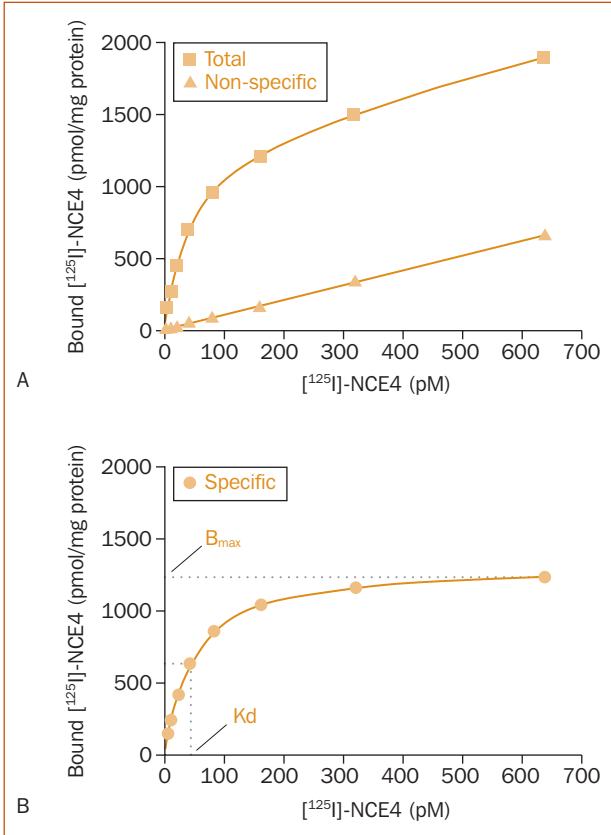 2000
1500
1000
500
0
Total
Non-specific
Bound [¹²⁵I]-NCE4 (pmol/mg protein)
0 100 200 300 400 500 600 700
[¹²⁵I]-NCE4 (pM)
A
2000
1500
1000
500
0
Specific
Bmax
Kd
Bound [¹²⁵I]-NCE4 (pmol/mg protein)
0 100 200 300 400 500 600 700
[¹²⁵I]-NCE4 (pM)
B